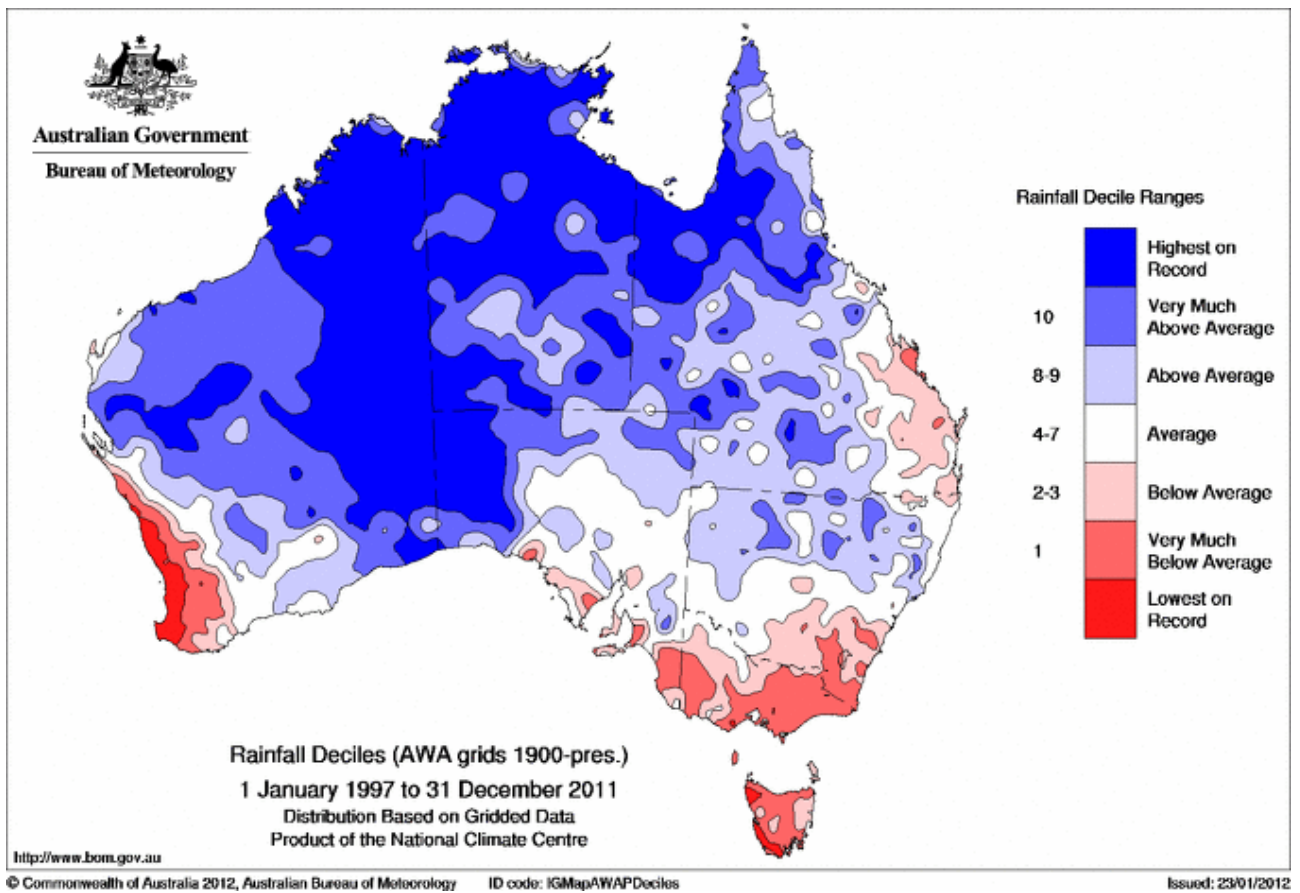 Australian Government
Bureau of Meteorology
Rainfall Decile Ranges
Highest on
Record
10
Very Much
Above Average
8-9
Above Average
4-7
Average
2-3
Below Average
1
Very Much
Below Average
Lowest on
Record
Rainfall Deciles (AWA grids 1900-pres.)
1 January 1997 to 31 December 2011
Distribution Based on Gridded Data
Product of the National Climate Centre
http://www.bom.gov.au
© Commonwealth of Australia 2012, Australian Bureau of Meteorology
ID code: IGMapAWAPDeciles
Issued: 23/01/2012